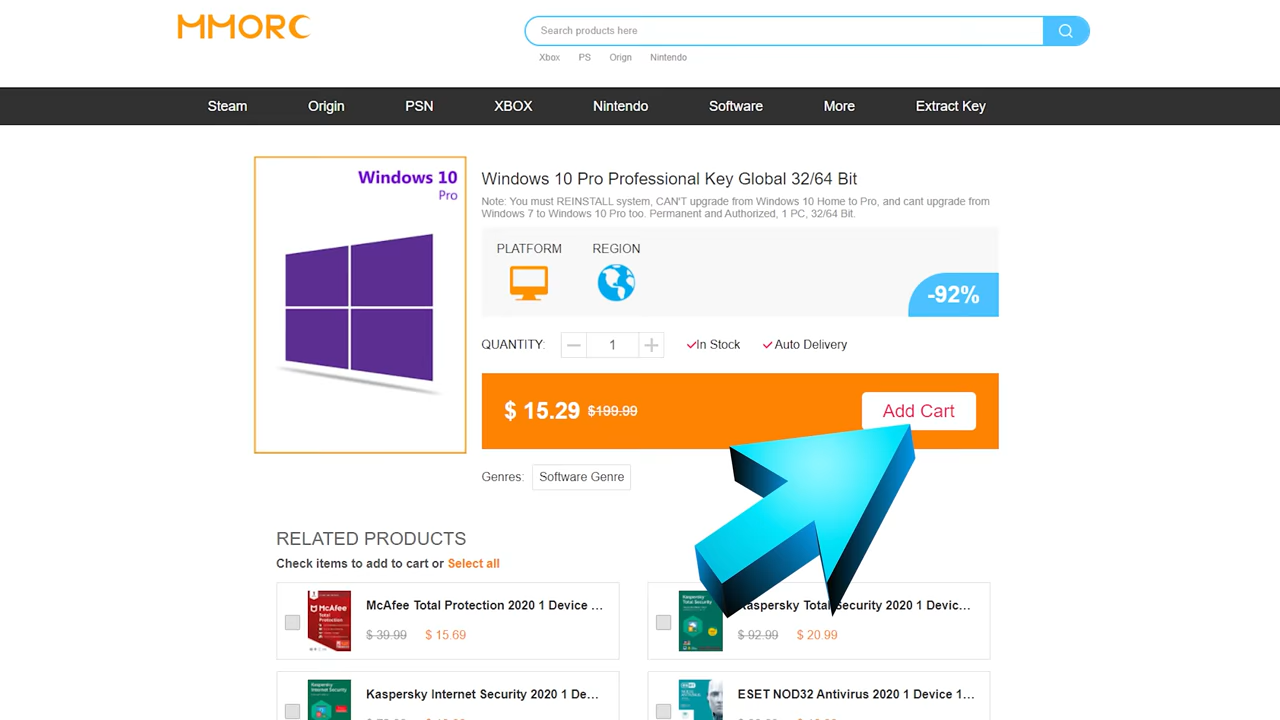 MMORC
Search products here
Xbox PS Orign Nintendo
Steam Origin PSN XBOX Nintendo Software More Extract Key
Windows 10
Pro
Windows 10 Pro Professional Key Global 32/64 Bit
Note: You must REINSTALL system, CAN'T upgrade from Windows 10 Home to Pro, and cant upgrade from
Windows 7 to Windows 10 Pro too. Permanent and Authorized, 1 PC, 32/64 Bit.
PLATFORM REGION
-92%
QUANTITY: 1 In Stock Auto Delivery
$ 15.29 $199.99 Add Cart
Genres: Software Genre
RELATED PRODUCTS
Check items to add to cart or Select all
McAfee Total Protection 2020 1 Device ...
$ 39.99 $ 15.69
McAfee
Total
Protection
Kaspersky Total Security 2020 1 Devic...
$ 92.99 $ 20.99
Kaspersky Internet Security 2020 1 De...
ESET NOD32 Antivirus 2020 1 Device 1...